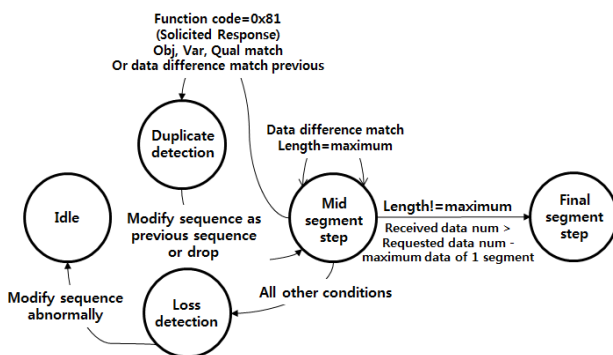 Function code=0x81
(Solicited Response)
Obj, Var, Qual match
Or data difference match previous
Duplicate
detection
Data difference match
Length=maximum
Idle
Modify sequence as
previous sequence
or drop
Mid
segment
step
Length!=maximum
Received data num >
Requested data num -
maximum data of 1 segment
Final
segment
step
Modify sequence
abnormally
Loss
detection
All other conditions